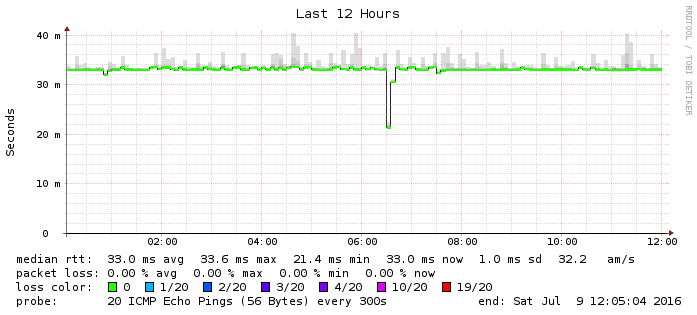 Last 12 Hours
RRDTOOL / TOBI OETIKER
Seconds
40 m
30 m
20 m
10 m
0
02:00 04:00 06:00 08:00 10:00 12:00
median rtt: 33.0 ms avg 33.6 ms max 21.4 ms min 33.0 ms now 1.0 ms sd 32.2 am/s
packet loss: 0.00 % avg 0.00 % max 0.00 % min 0.00 % now
loss color: 0 1/20 2/20 3/20 4/20 10/20 19/20
probe: 20 ICMP Echo Pings (56 Bytes) every 300s end: Sat Jul 9 12:05:04 2016